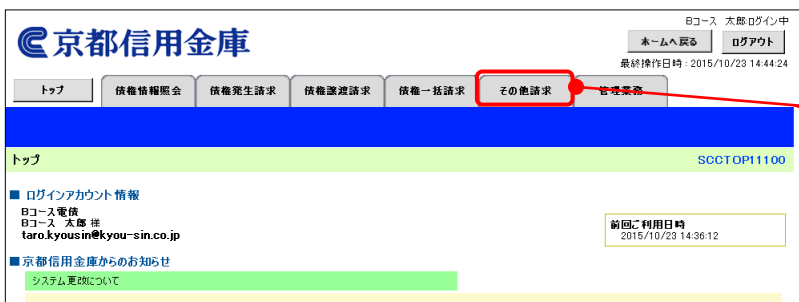 Bコース 太郎:ログイン中
京都信用金庫
ホームへ戻る ログアウト
最終操作日時：2015/10/23 14:44:24
トップ 債権情報照会 債権発生請求 債権譲渡請求 債権一括請求 その他請求 管理業務
トップ SCCTOP11100
■ ログインアカウント情報
Bコース電債
Bコース 太郎 様
taro.kyousin@kyou-sin.co.jp
前回ご利用日時
2015/10/23 14:36:12
■京都信用金庫からのお知らせ
システム更改について